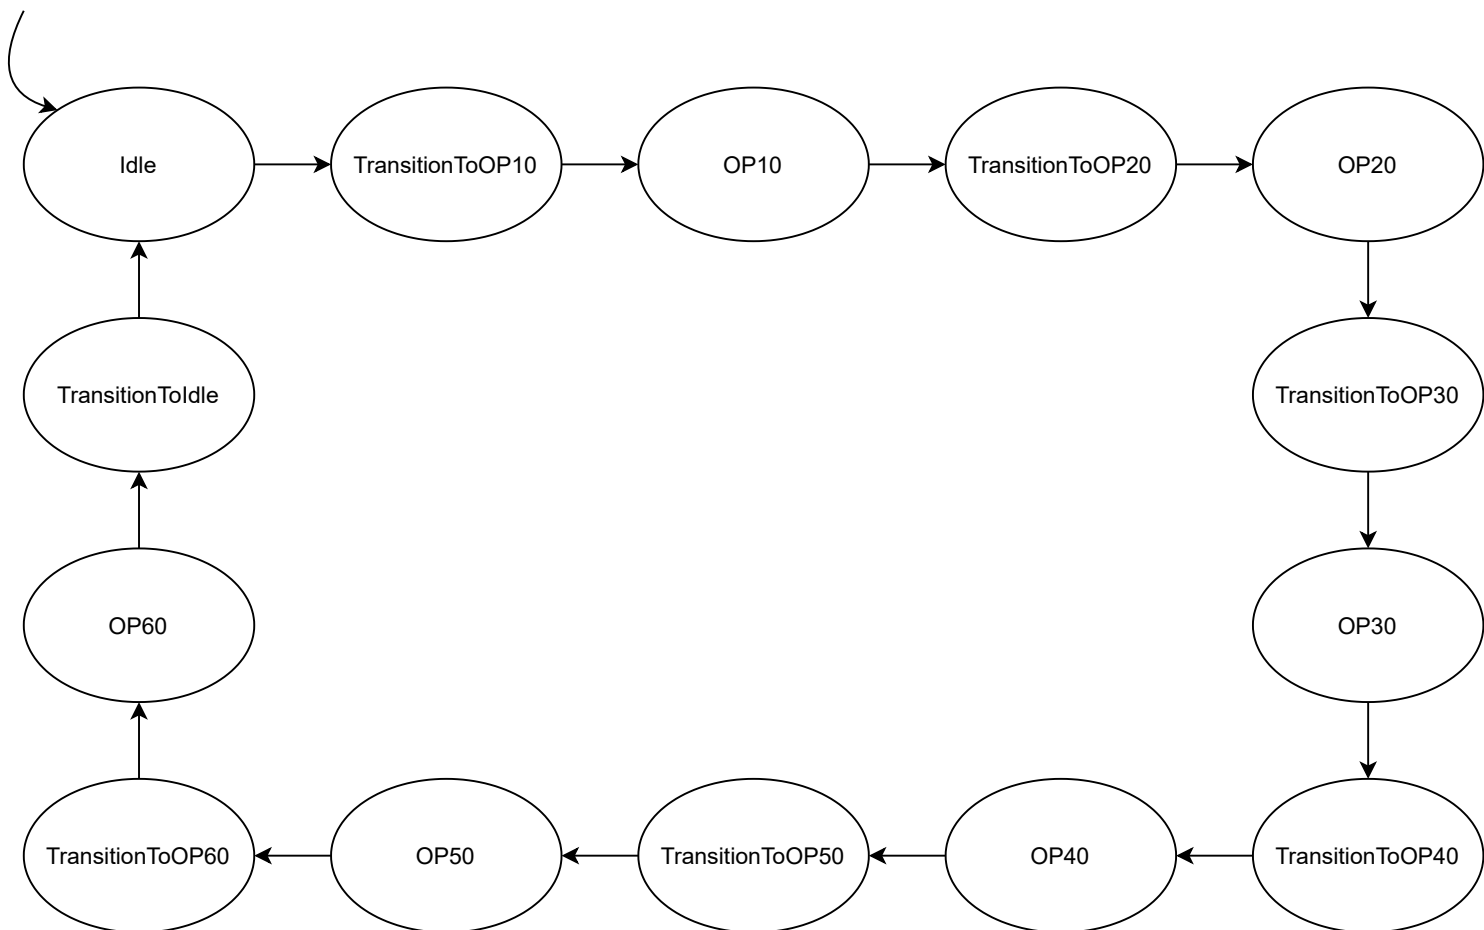 Idle
TransitionToOP10
OP10
TransitionToOP20
OP20
TransitionToIdle
TransitionToOP30
OP60
OP30
TransitionToOP60
OP50
TransitionToOP50
OP40
TransitionToOP40